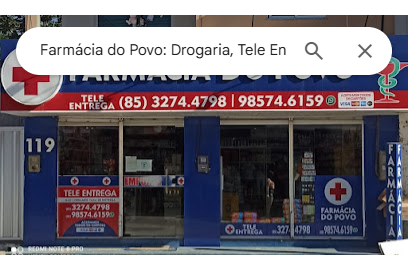 Farmácia do Povo: Drogaria, Tele En
FARMÁCIA DO POVO
TELE
ENTREGA (85) 3274.4798 | 98574.6159
119
TELE ENTREGA
3274.4798
98574.6159
FARMÁCIA
DO POVO
TELE
ENTREGA 3274.4798 98574.6159
FARMÁCIA
FARMÁCIA
REDMI NOTE 8 PRO